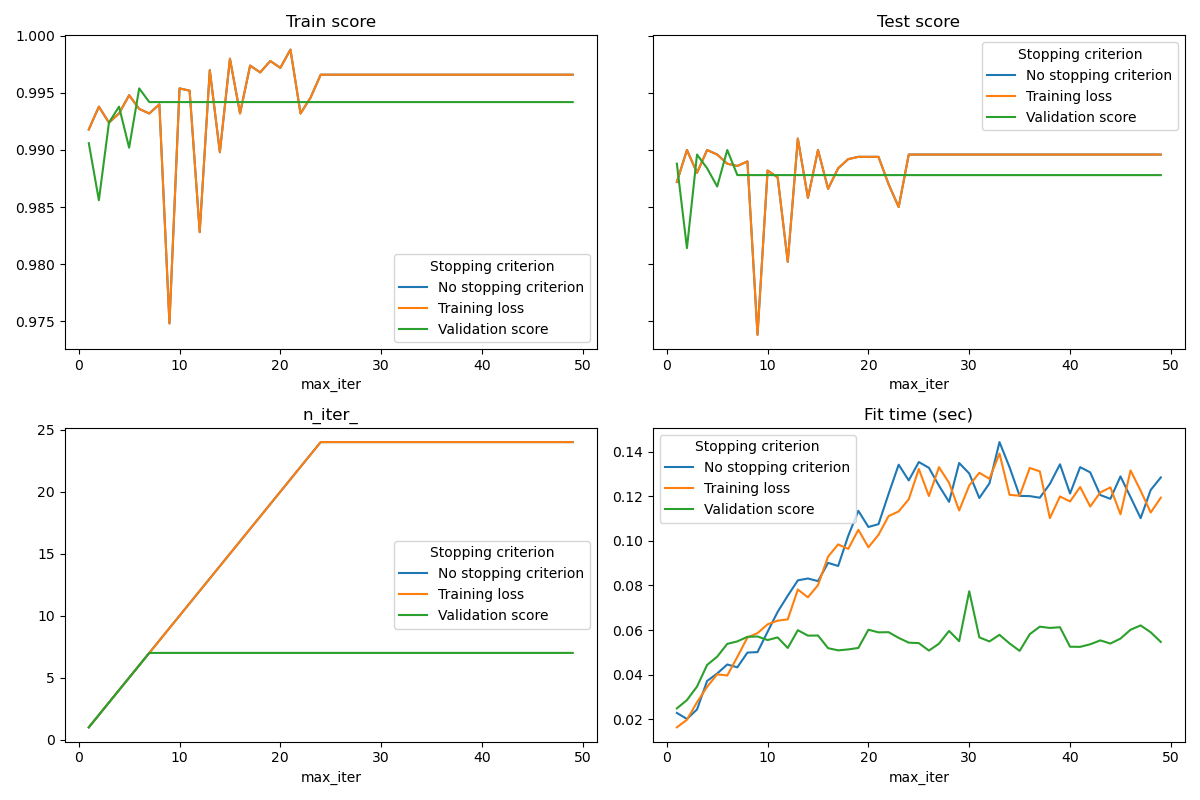 Train score
1.000
0.995
0.990
0.985
0.980
0.975
Stopping criterion
No stopping criterion
Training loss
Validation score
0 10 20 30 40 50
max_iter
Test score
Stopping criterion
No stopping criterion
Training loss
Validation score
0 10 20 30 40 50
max_iter
n_iter_
25
20
15
10
5
0
Stopping criterion
No stopping criterion
Training loss
Validation score
0 10 20 30 40 50
max_iter
Fit time (sec)
Stopping criterion
No stopping criterion
Training loss
Validation score
0.14
0.12
0.10
0.08
0.06
0.04
0.02
0 10 20 30 40 50
max_iter